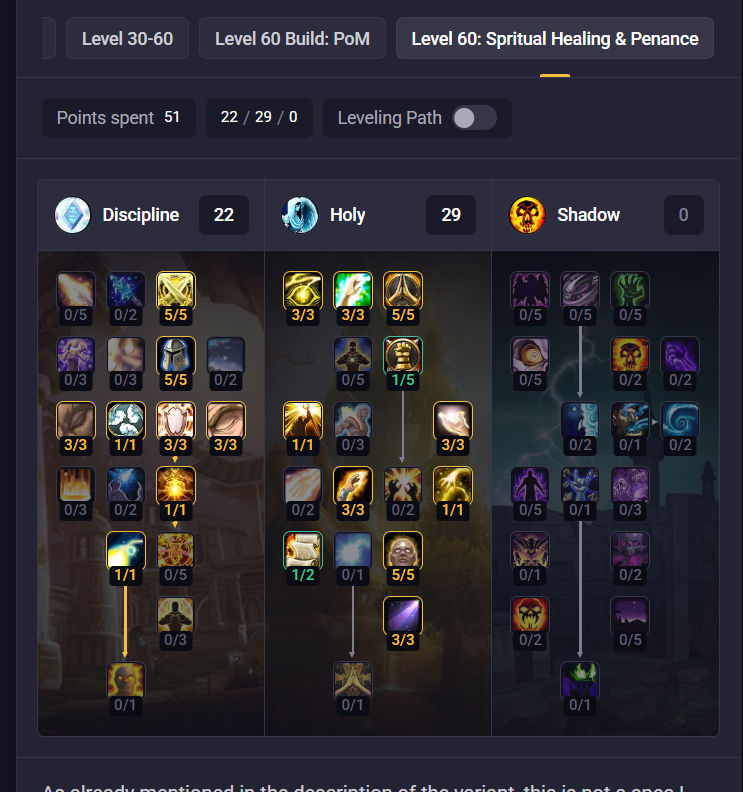 Level 30-60 Level 60 Build: PoM Level 60: Spritual Healing & Penance
Points spent 51 22 / 29 / 0 Leveling Path
Discipline 22 Holy 29 Shadow 0
0/5 0/2 5/5 3/3 3/3 5/5 0/5 0/5 0/5
0/3 0/3 5/5 0/2 0/5 1/5 0/5 0/2 0/2
3/3 1/1 3/3 3/3 1/1 0/3 3/3 0/2 0/1 0/2
0/3 0/2 1/1 0/2 3/3 0/2 1/1 0/5 0/1 0/3
1/1 0/5 1/2 0/1 5/5 0/1 0/2
0/3 3/3 0/2 0/5
0/1 0/1 0/1
As already mentioned in the description of the variant, this is not a spec I